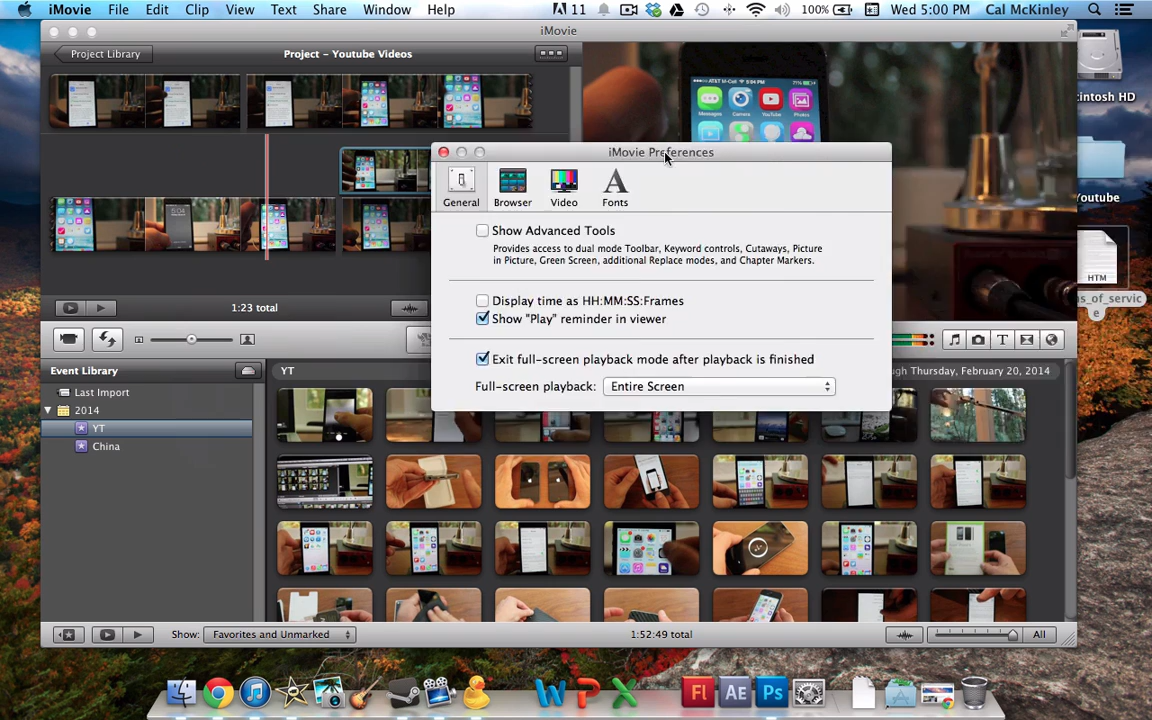 iMovie File Edit Clip View Text Share Window Help 11 100% Wed 5:00 PM Cal McKinley
iMovie
Project Library
Project – Youtube Videos
Macintosh HD
iMovie Preferences
General Browser Video Fonts
Youtube
Show Advanced Tools
Provides access to dual mode Toolbar, Keyword controls, Cutaways, Picture
in Picture, Green Screen, additional Replace modes, and Chapter Markers.
HTM
Display time as HH:MM:SS:Frames
1:23 total
Show "Play" reminder in viewer
Exit full-screen playback mode after playback is finished
Full-screen playback: Entire Screen
Event Library
YT
Thursday, February 20, 2014
Last Import
2014
YT
China
Show: Favorites and Unmarked
1:52:49 total
All
Fl AE Ps